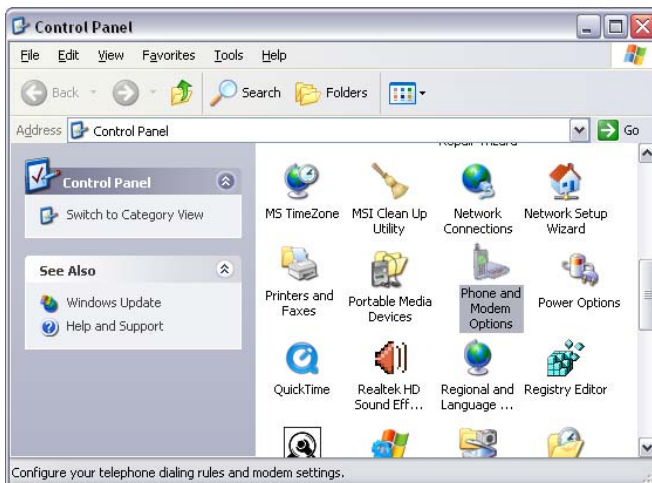 Control Panel
File Edit View Favorites Tools Help
Back Search Folders
Address Control Panel Go
Control Panel
Switch to Category View
See Also
Windows Update
Help and Support
Repair Wizard
MS TimeZone
MSI Clean Up
Utility
Network
Connections
Network Setup
Wizard
Printers and
Faxes
Portable Media
Devices
Phone and
Modem
Options
Power Options
QuickTime
Realtek HD
Sound Eff...
Regional and
Language ...
Registry Editor
Configure your telephone dialing rules and modem settings.